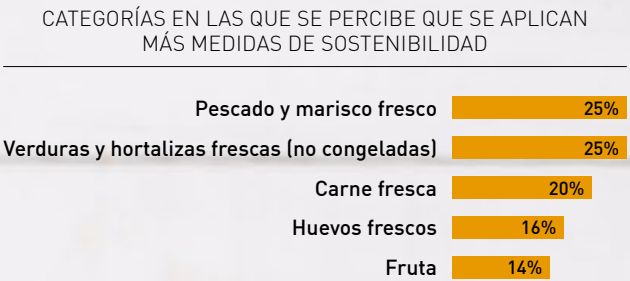 CATEGORÍAS EN LAS QUE SE PERCIBE QUE SE APLICAN
MÁS MEDIDAS DE SOSTENIBILIDAD
Pescado y marisco fresco 25%
Verduras y hortalizas frescas (no congeladas) 25%
Carne fresca 20%
Huevos frescos 16%
Fruta 14%